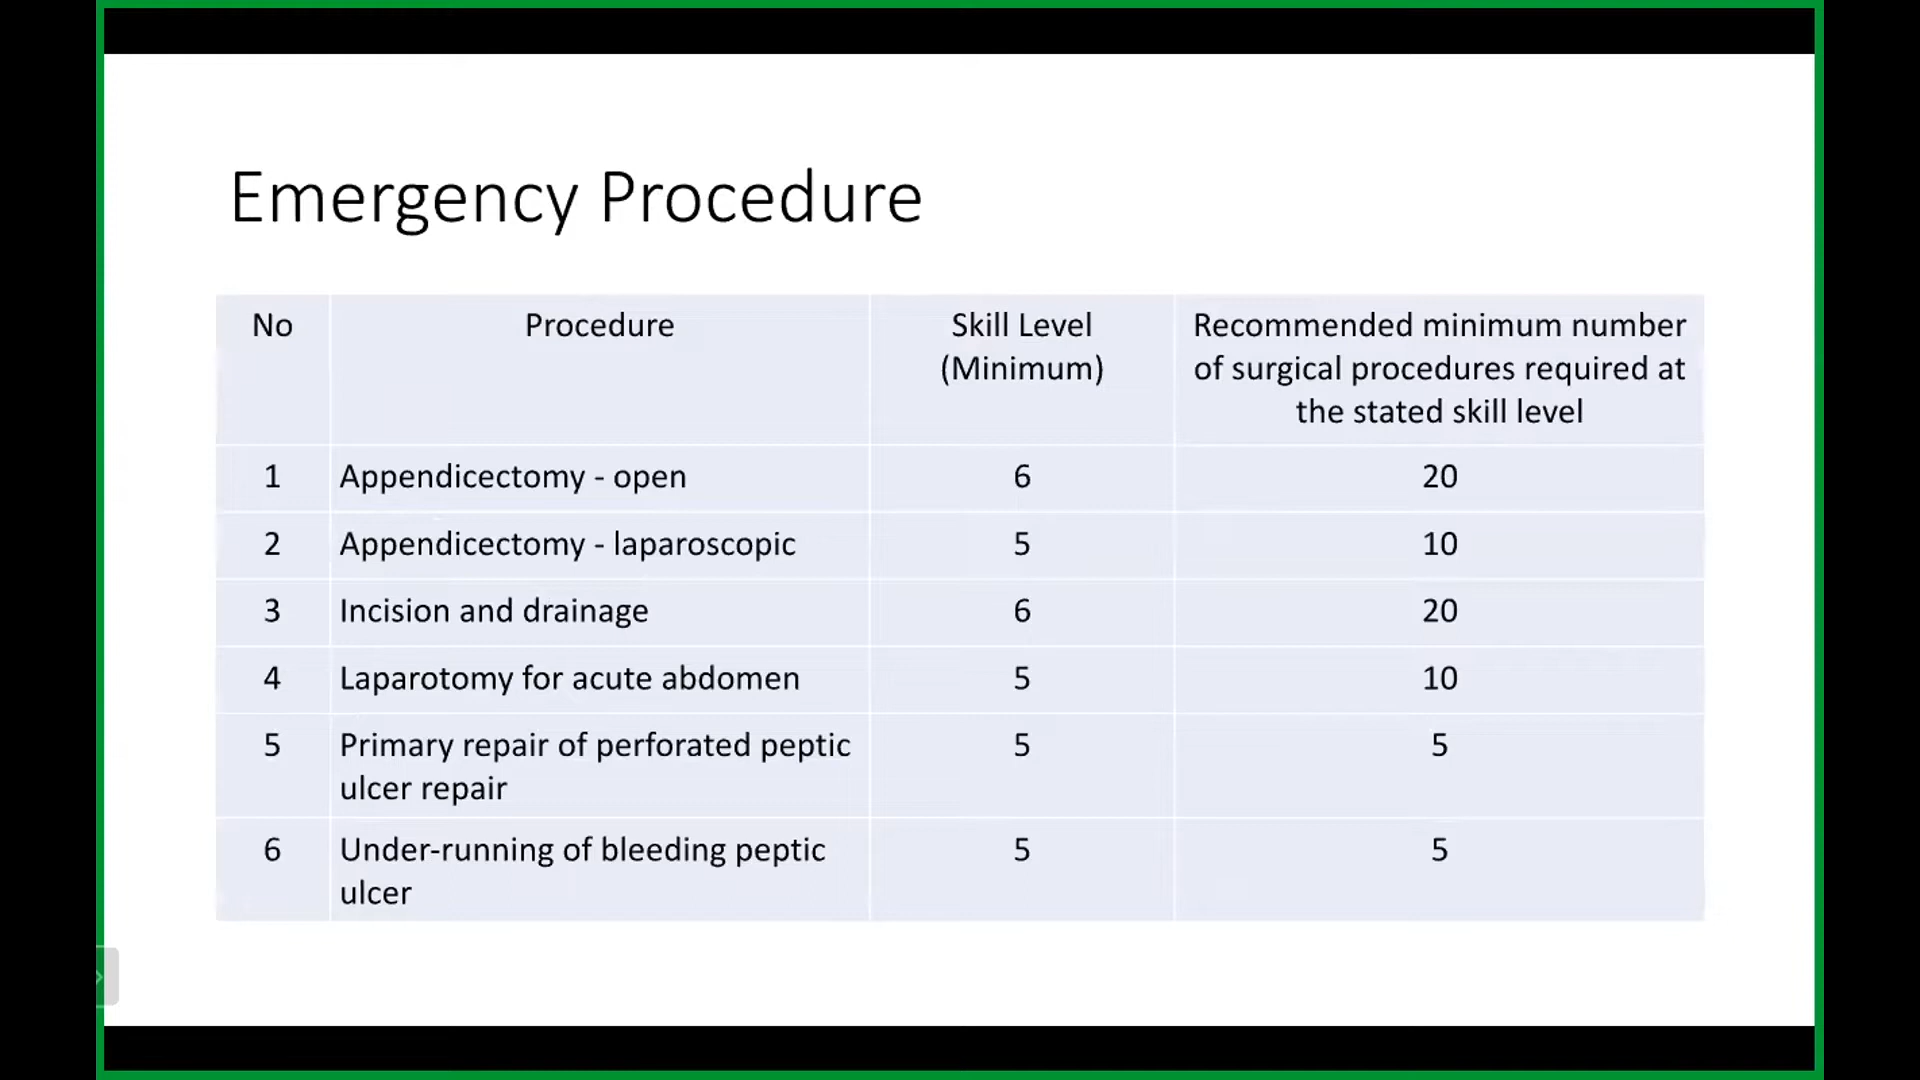 Emergency Procedure
No
Procedure
Skill Level
(Minimum)
Recommended minimum number
of surgical procedures required at
the stated skill level
1
Appendicectomy - open
6
20
2
Appendicectomy - laparoscopic
5
10
3
Incision and drainage
6
20
4
Laparotomy for acute abdomen
5
10
5
Primary repair of perforated peptic
ulcer repair
5
5
6
Under-running of bleeding peptic
ulcer
5
5